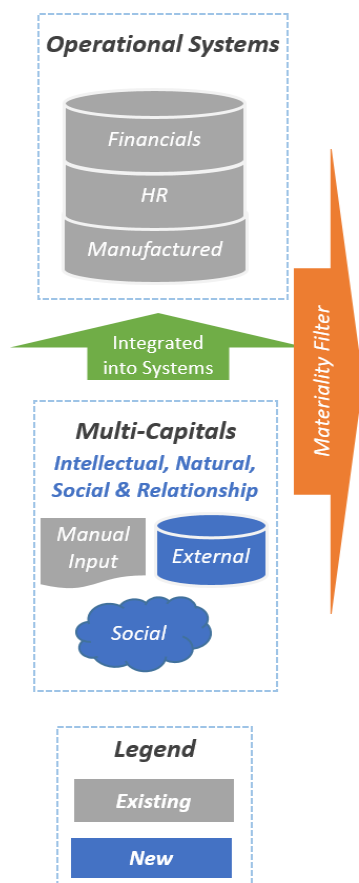 Operational Systems
Financials
HR
Manufactured
Integrated
into Systems
Materiality Filter
Multi-Capitals
Intellectual, Natural,
Social & Relationship
Manual
Input
External
Social
Legend
Existing
New